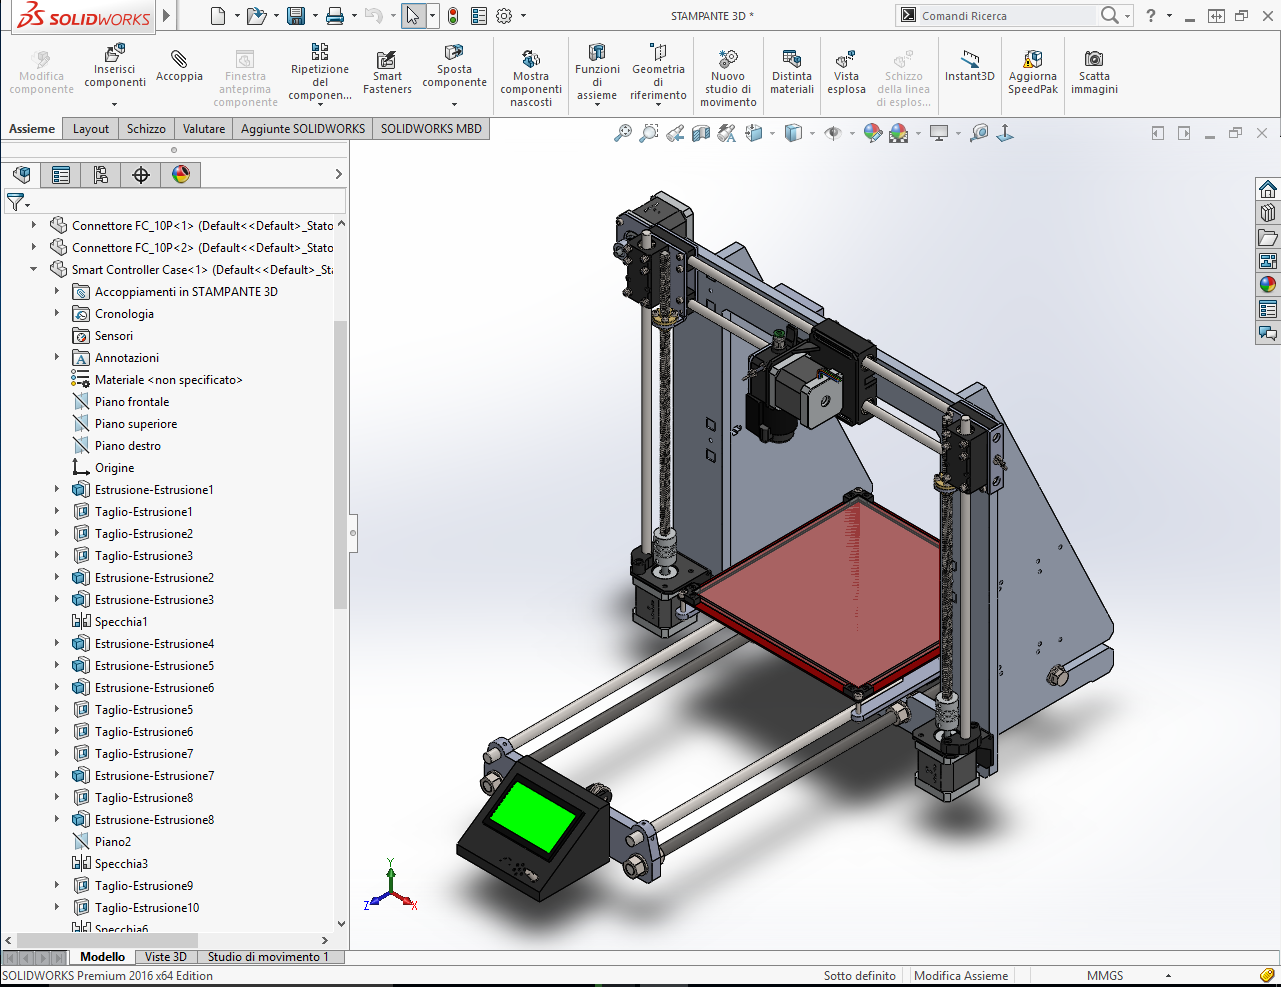 SOLIDWORKS
STAMPANTE 3D *
Comandi Ricerca
?
Modifica componente
Inserisci componenti
Accoppia
Finestra anteprima componente
Ripetizione del componen...
Smart Fasteners
Sposta componente
Mostra componenti nascosti
Funzioni di assieme
Geometria di riferimento
Nuovo studio di movimento
Distinta materiali
Vista esplosa
Schizzo della linea di esplos...
Instant3D
Aggiorna SpeedPak
Scatta immagini
Assieme
Layout
Schizzo
Valutare
Aggiunte SOLIDWORKS
SOLIDWORKS MBD
Connettore FC_10P<1> (Default<<Default>_Stato
Connettore FC_10P<2> (Default<<Default>_Stato
Smart Controller Case<1> (Default<<Default>_Sta
Accoppiamenti in STAMPANTE 3D
Cronologia
Sensori
Annotazioni
Materiale <non specificato>
Piano frontale
Piano superiore
Piano destro
Origine
Estrusione-Estrusione1
Taglio-Estrusione1
Taglio-Estrusione2
Taglio-Estrusione3
Estrusione-Estrusione2
Estrusione-Estrusione3
Specchia1
Estrusione-Estrusione4
Estrusione-Estrusione5
Estrusione-Estrusione6
Taglio-Estrusione5
Taglio-Estrusione6
Taglio-Estrusione7
Estrusione-Estrusione7
Taglio-Estrusione8
Estrusione-Estrusione8
Piano2
Specchia3
Taglio-Estrusione9
Taglio-Estrusione10
Specchia6
Y
Z
X
Modello
Viste 3D
Studio di movimento 1
SOLIDWORKS Premium 2016 x64 Edition
Sotto definito
Modifica Assieme
MMGS